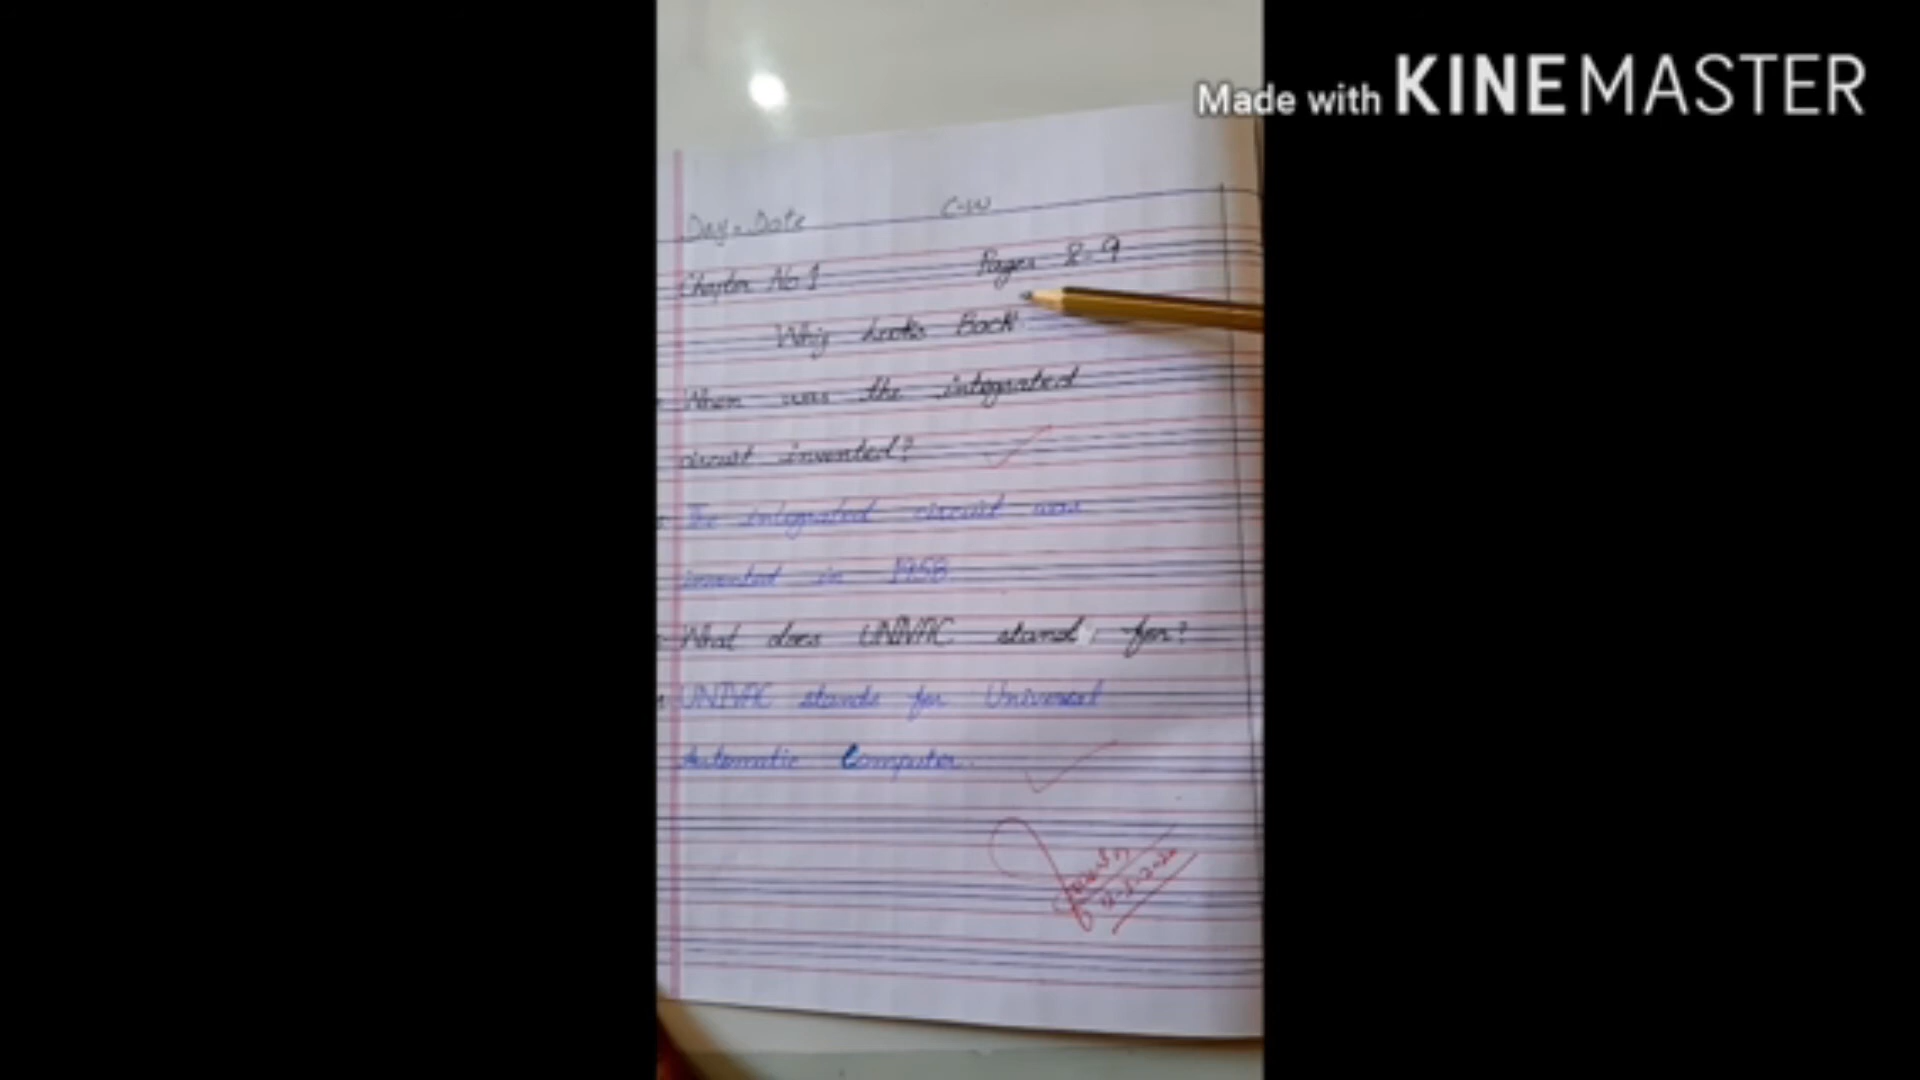 Made with KINEMASTER
Day. Date C-W
Chapter No 1 Pages 8-9
Whiz looks Back
When was the integrated
circuit invented?
The integrated circuit was
invented in 1958.
What does UNIVAC stand for?
UNIVAC stands for Universal
Automatic Computer.